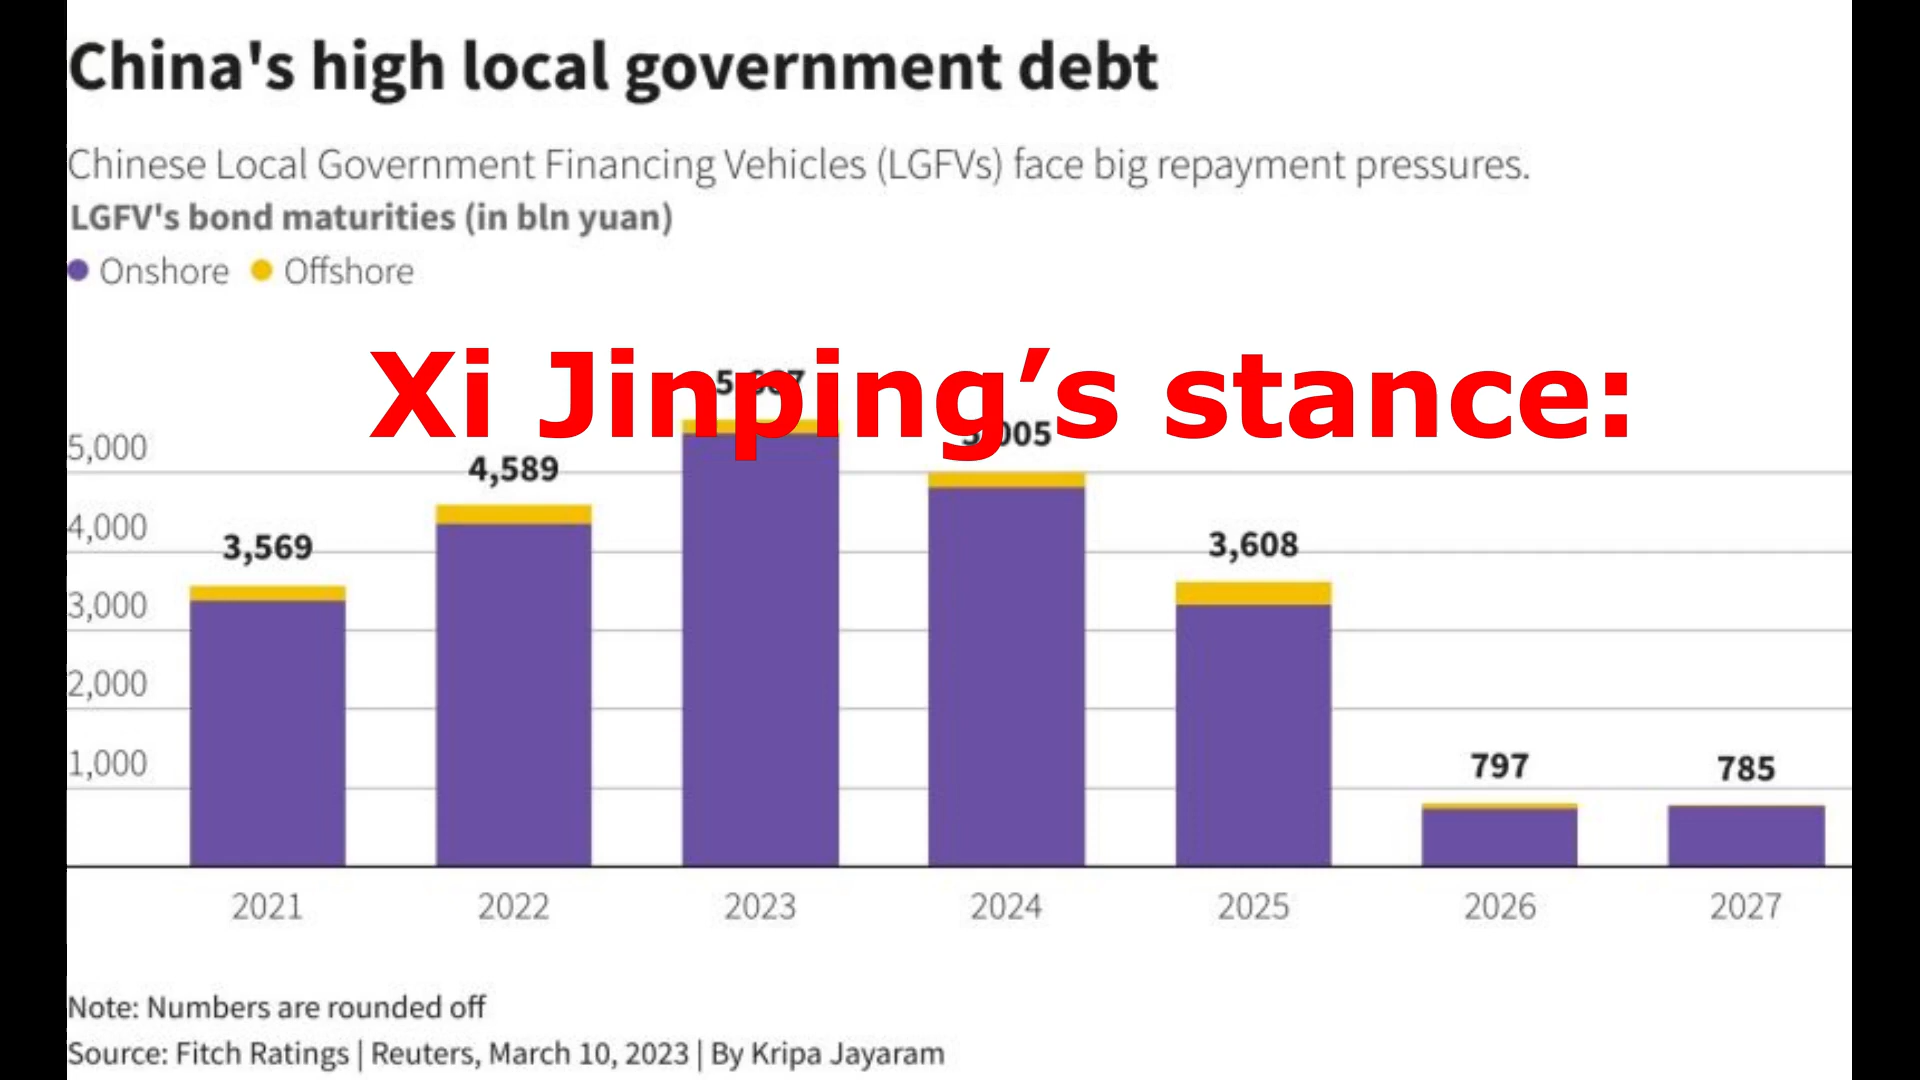 China's high local government debt
Chinese Local Government Financing Vehicles (LGFVs) face big repayment pressures.
LGFV's bond maturities (in bln yuan)
Onshore Offshore
Xi Jinping’s stance:
5,000
4,589
4,000
3,569
3,608
3,000
2,000
1,000
797
785
2021 2022 2023 2024 2025 2026 2027
Note: Numbers are rounded off
Source: Fitch Ratings | Reuters, March 10, 2023 | By Kripa Jayaram